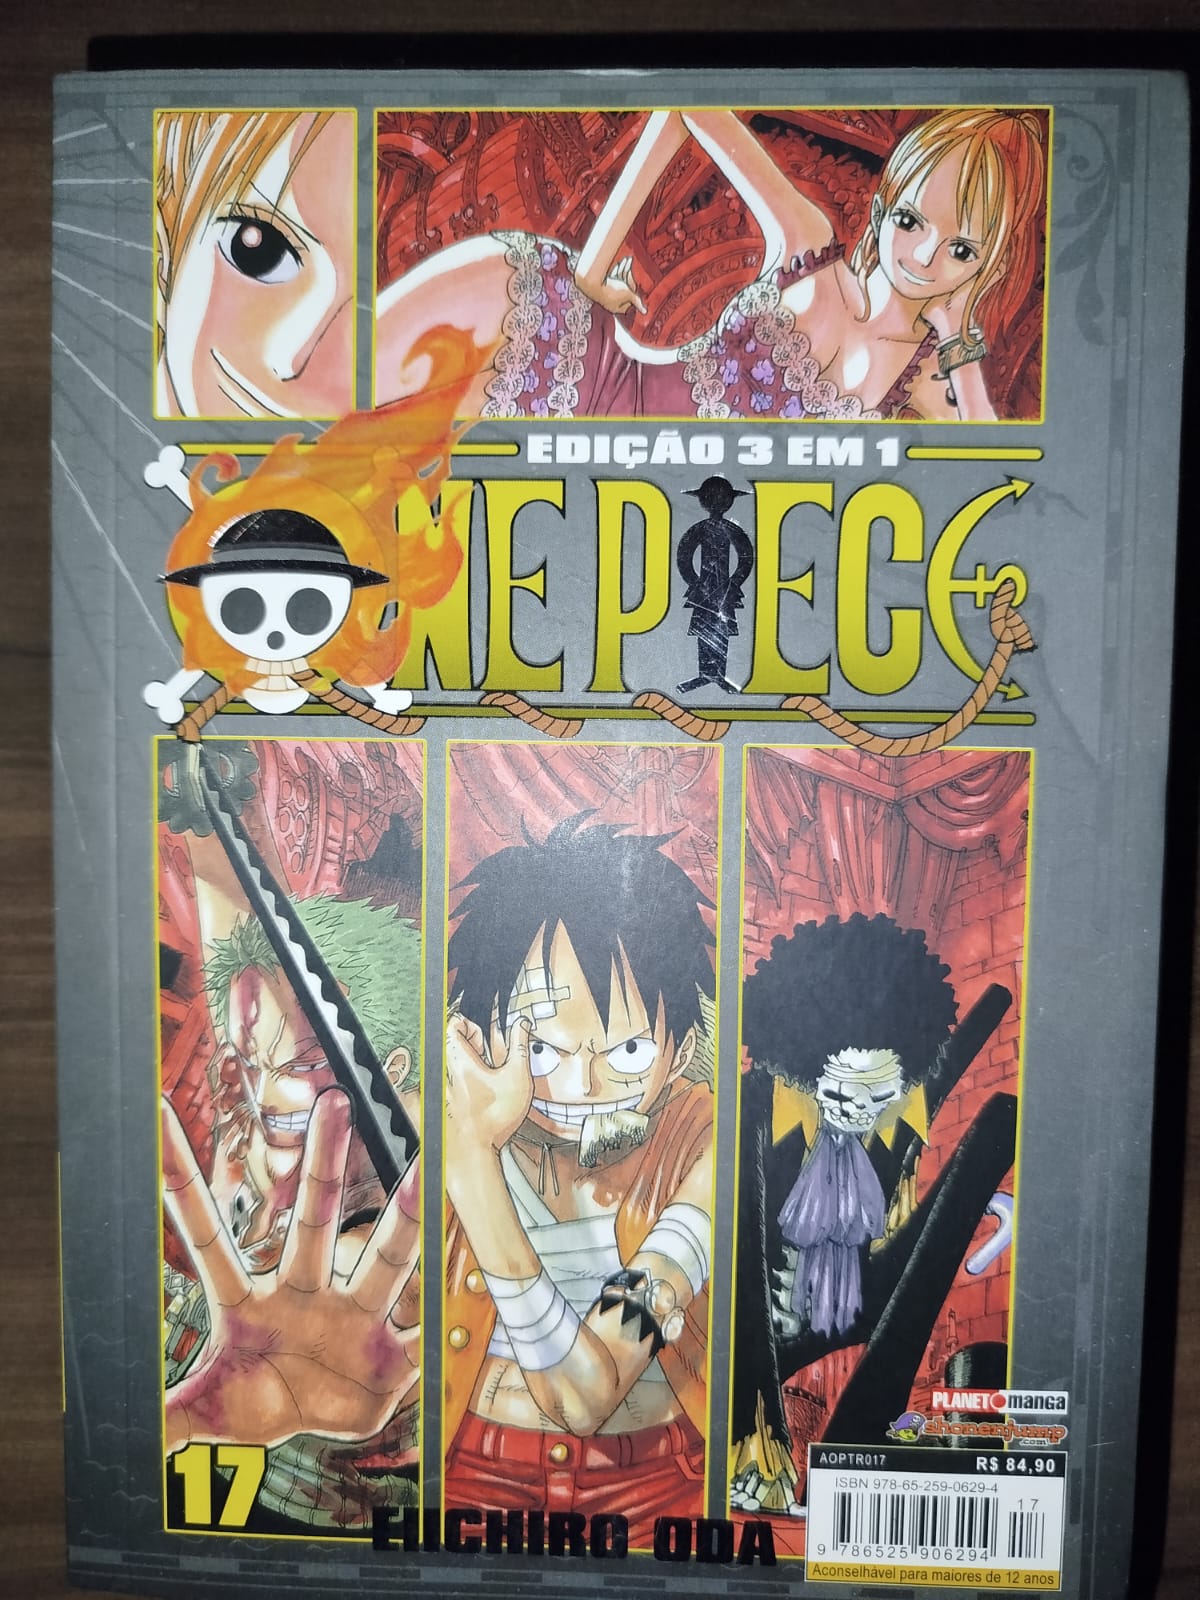 EDIÇÃO 3 EM 1
ONE PIECE
17
EIICHIRO ODA
PLANET manga
shonenjump
.com
AOPTR017 R$ 84,90
ISBN 978-65-259-0629-4
17
9 786525 906294
Aconselhável para maiores de 12 anos